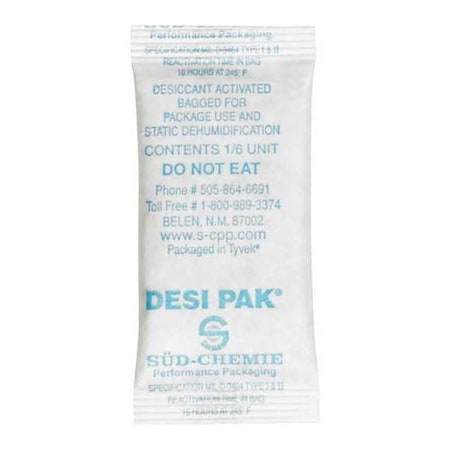 SÜD-CHEMIE
Performance Packaging
SPECIFICATION MIL D-3464 TYPE I & II
REACTIVATION TIME IN BAG
16 HOURS AT 245° F
DESICCANT ACTIVATED
BAGGED FOR
PACKAGE USE AND
STATIC DEHUMIDIFICATION
CONTENTS 1/6 UNIT
DO NOT EAT
Phone # 505-864-6691
Toll Free # 1-800-989-3374
BELEN, N.M. 87002
www.s-cpp.com
Packaged in Tyvek®
DESI PAK®
SÜD-CHEMIE
Performance Packaging
SPECIFICATION MIL D-3464 TYPE I & II
REACTIVATION TIME IN BAG
16 HOURS AT 245° F